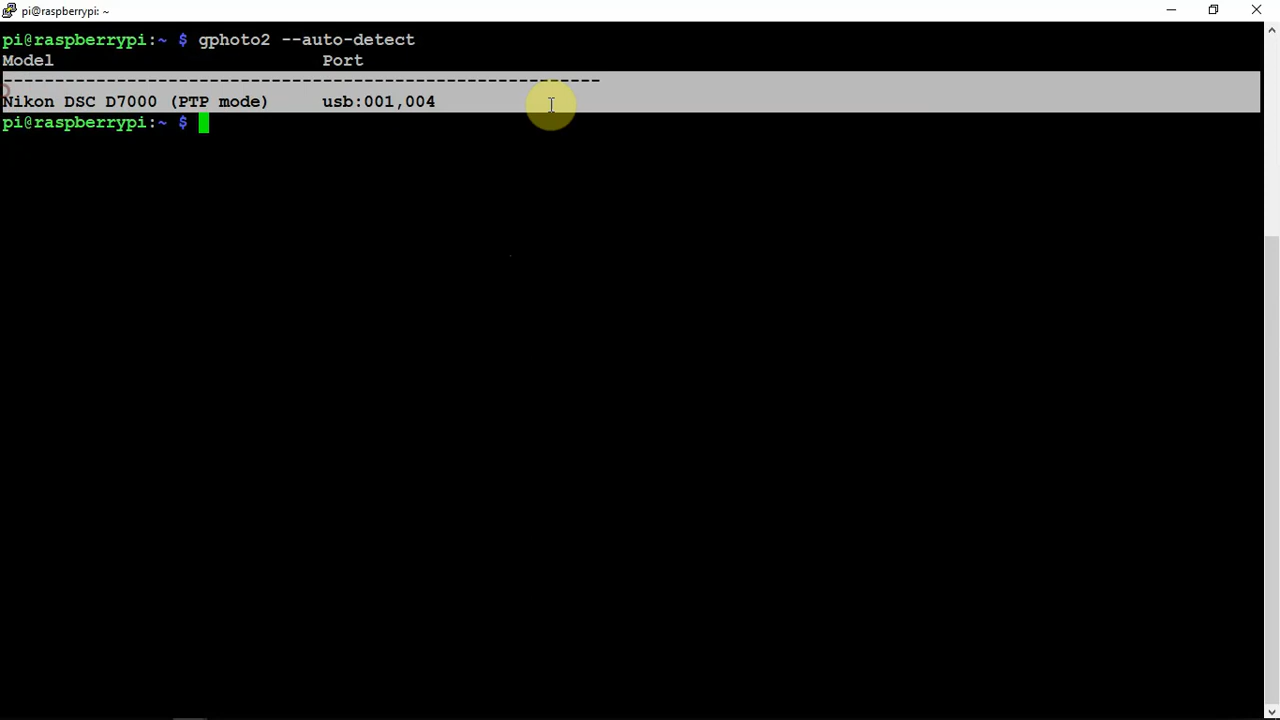 pi@raspberrypi: ~
pi@raspberrypi:~ $ gphoto2 --auto-detect
Model                          Port
----------------------------------------------------------
Nikon DSC D7000 (PTP mode)     usb:001,004
pi@raspberrypi:~ $